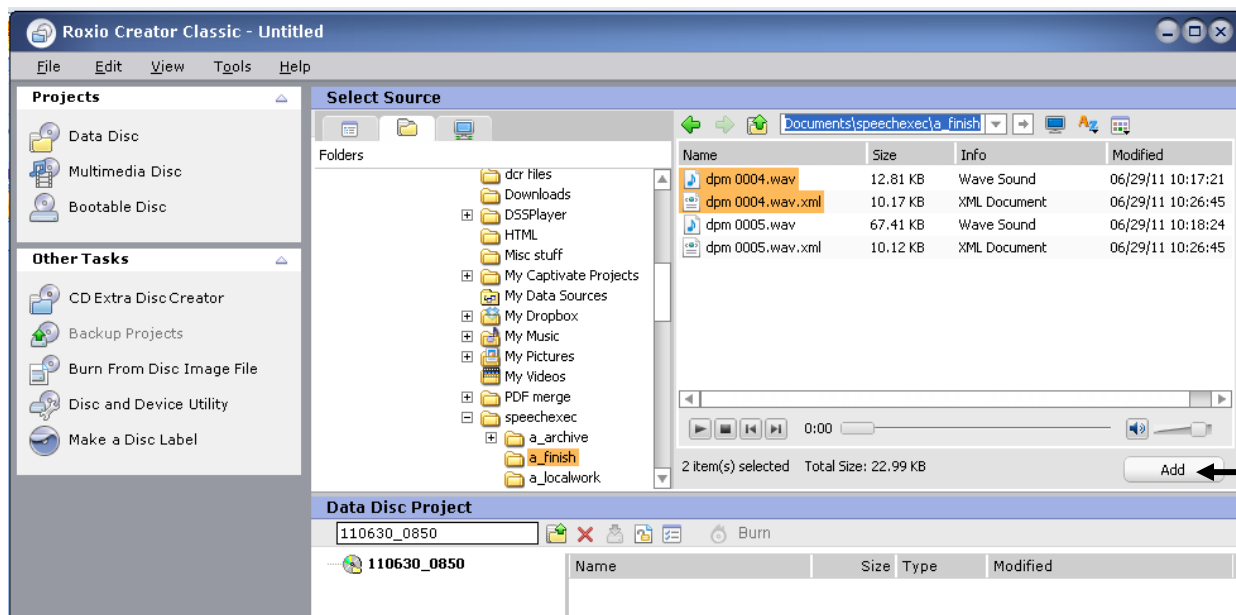 Roxio Creator Classic - Untitled
File Edit View Tools Help
Projects
Data Disc
Multimedia Disc
Bootable Disc
Other Tasks
CD Extra Disc Creator
Backup Projects
Burn From Disc Image File
Disc and Device Utility
Make a Disc Label
Select Source
Folders
dcr files
Downloads
DSSPlayer
HTML
Misc stuff
My Captivate Projects
My Data Sources
My Dropbox
My Music
My Pictures
My Videos
PDF merge
speechexec
a_archive
a_finish
a_localwork
Documents\speechexec\a_finish
Name Size Info Modified
dpm 0004.wav 12.81 KB Wave Sound 06/29/11 10:17:21
dpm 0004.wav.xml 10.17 KB XML Document 06/29/11 10:26:45
dpm 0005.wav 67.41 KB Wave Sound 06/29/11 10:18:24
dpm 0005.wav.xml 10.12 KB XML Document 06/29/11 10:26:45
0:00
2 item(s) selected Total Size: 22.99 KB
Add
Data Disc Project
110630_0850 Burn
110630_0850
Name Size Type Modified